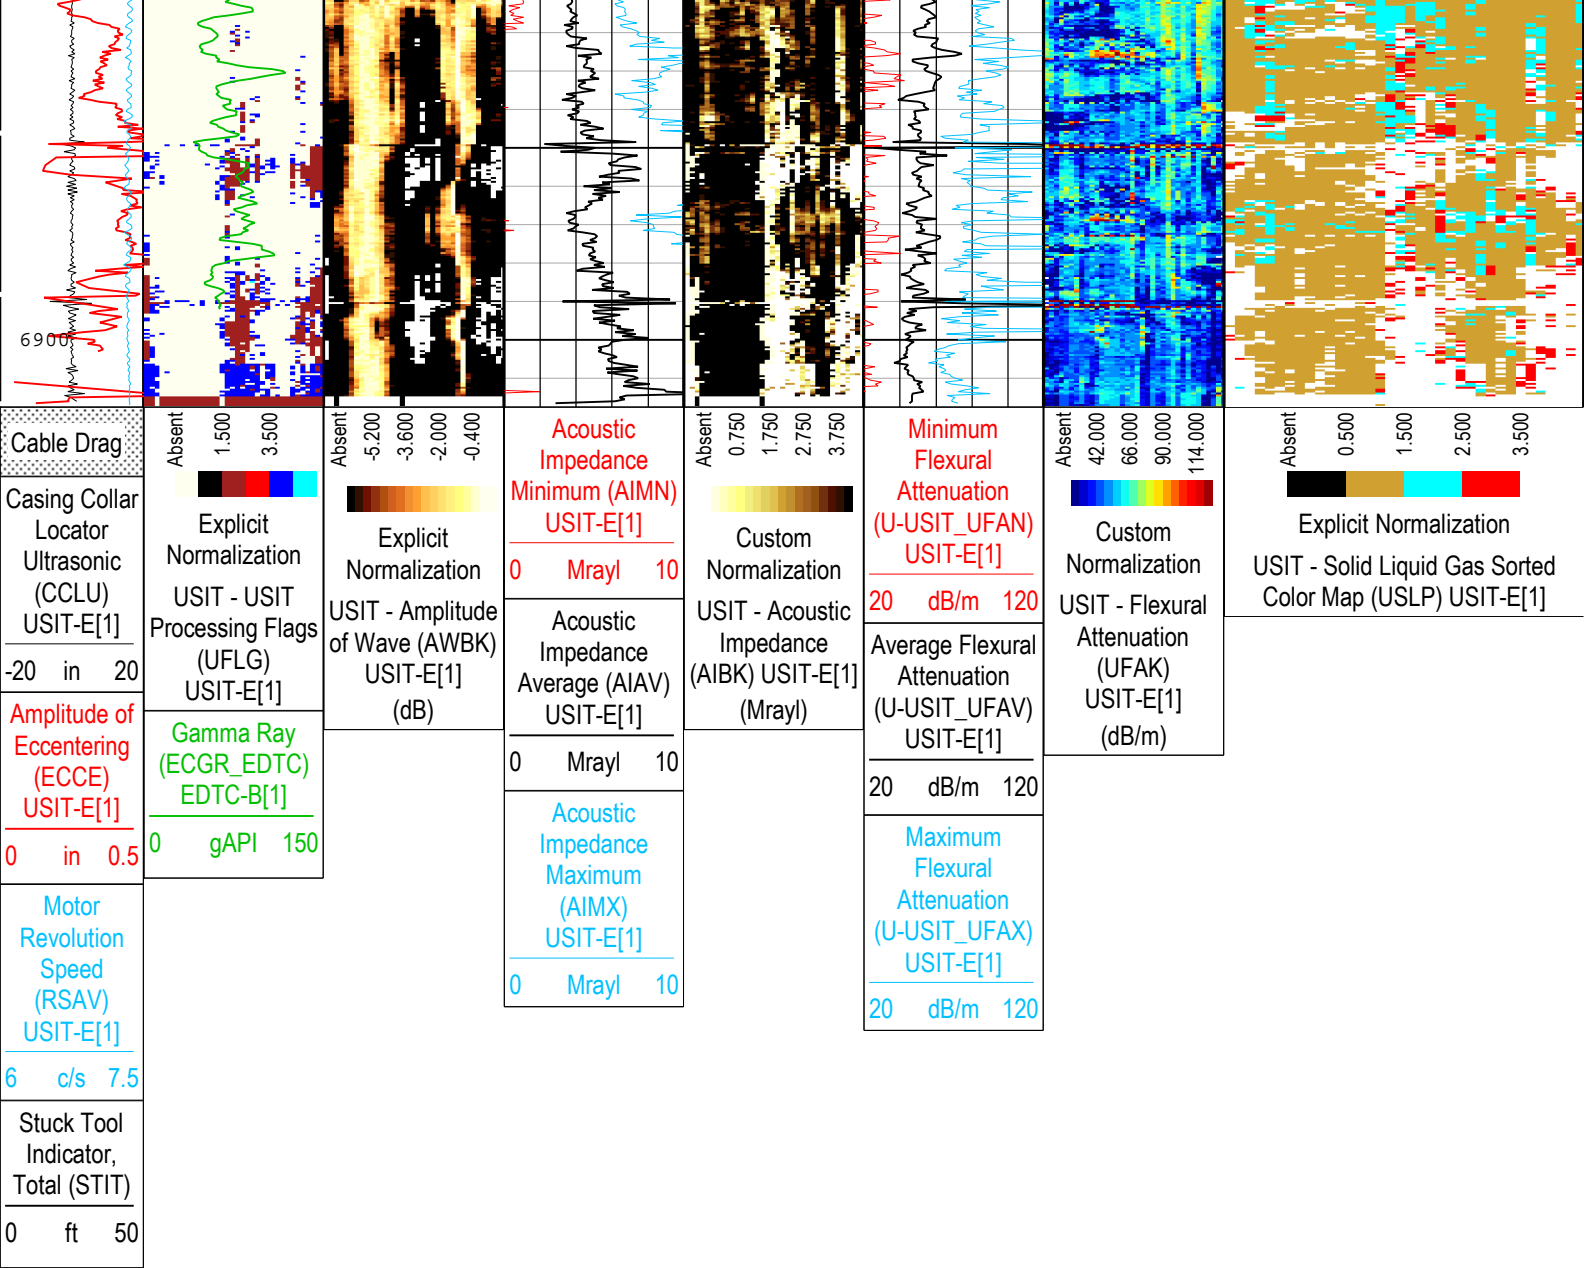 6900
Cable Drag
Casing Collar
Locator
Ultrasonic
(CCLU)
USIT-E[1]
-20 in 20
Amplitude of
Eccentering
(ECCE)
USIT-E[1]
0 in 0.5
Motor
Revolution
Speed
(RSAV)
USIT-E[1]
6 c/s 7.5
Stuck Tool
Indicator,
Total (STIT)
0 ft 50
Absent 1.500 3.500
Explicit
Normalization
USIT - USIT
Processing Flags
(UFLG)
USIT-E[1]
Gamma Ray
(ECGR_EDTC)
EDTC-B[1]
0 gAPI 150
Absent -5.200 -3.600 -2.000 -0.400
Explicit
Normalization
USIT - Amplitude
of Wave (AWBK)
USIT-E[1]
(dB)
Acoustic
Impedance
Minimum (AIMN)
USIT-E[1]
0 Mrayl 10
Acoustic
Impedance
Average (AIAV)
USIT-E[1]
0 Mrayl 10
Acoustic
Impedance
Maximum
(AIMX)
USIT-E[1]
0 Mrayl 10
Absent 0.750 1.750 2.750 3.750
Custom
Normalization
USIT - Acoustic
Impedance
(AIBK) USIT-E[1]
(Mrayl)
Minimum
Flexural
Attenuation
(U-USIT_UFAN)
USIT-E[1]
20 dB/m 120
Average Flexural
Attenuation
(U-USIT_UFAV)
USIT-E[1]
20 dB/m 120
Maximum
Flexural
Attenuation
(U-USIT_UFAX)
USIT-E[1]
20 dB/m 120
Absent 42.000 66.000 90.000 114.000
Custom
Normalization
USIT - Flexural
Attenuation
(UFAK)
USIT-E[1]
(dB/m)
Absent 0.500 1.500 2.500 3.500
Explicit Normalization
USIT - Solid Liquid Gas Sorted
Color Map (USLP) USIT-E[1]